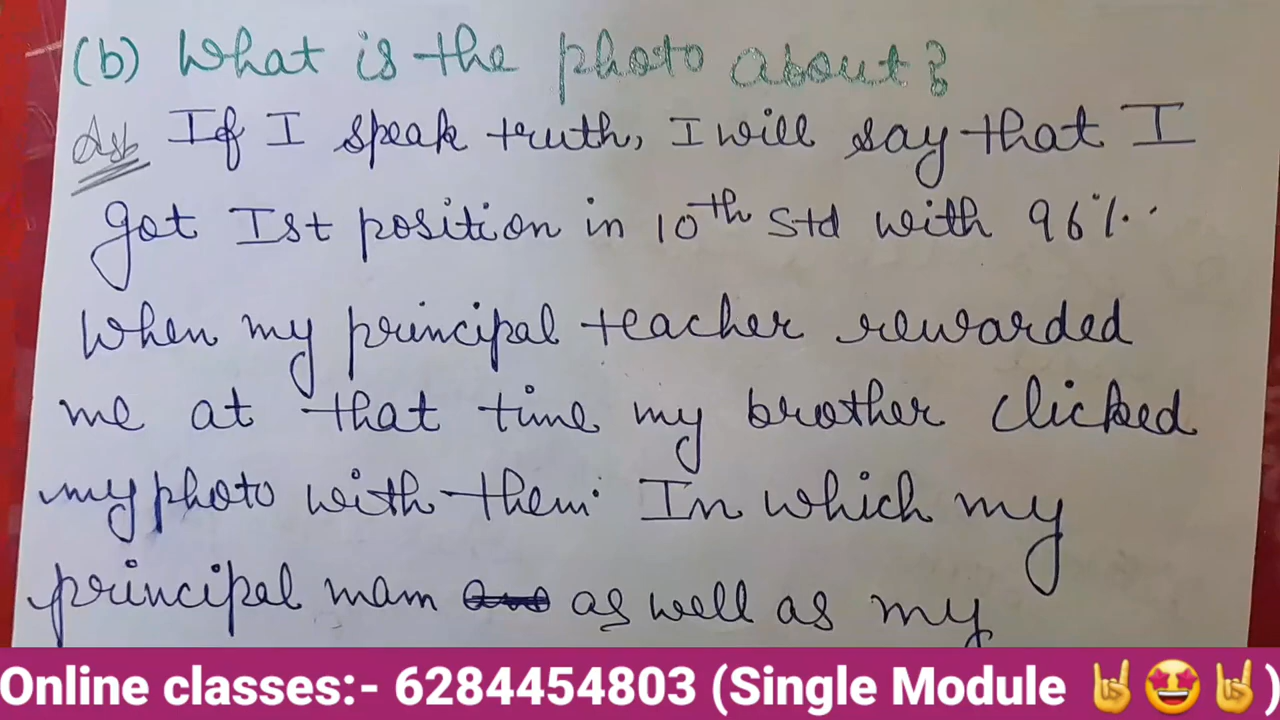 (b) What is the photo about?
Ans If I speak truth, I will say that I
got Ist position in 10th std with 96%.
When my principal teacher rewarded
me at that time my brother clicked
my photo with them. In which my
principal mam as well as my
Online classes:- 6284454803 (Single Module 🤘🤩🤘)